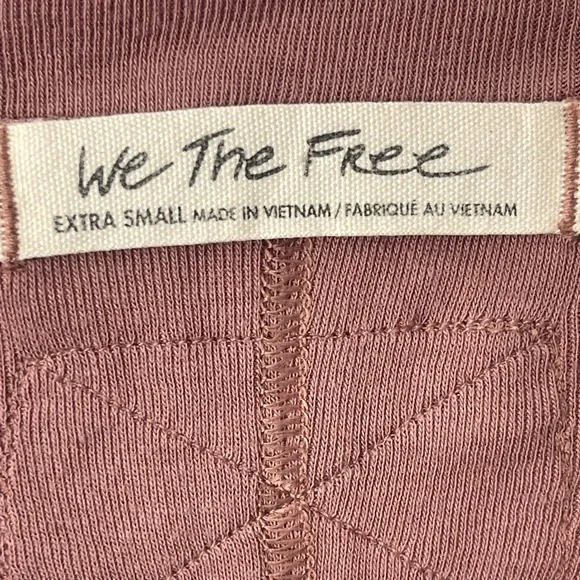 We The Free
EXTRA SMALL MADE IN VIETNAM / FABRIQUÉ AU VIETNAM